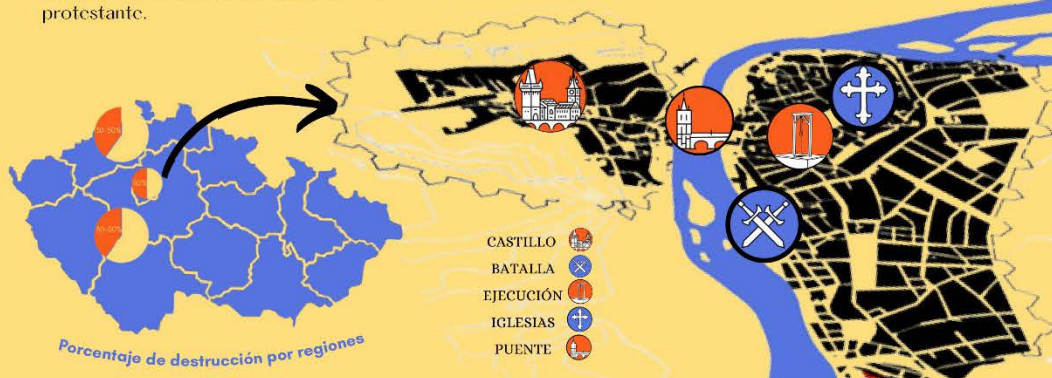 protestante.
CASTILLO
BATALLA
EJECUCIÓN
IGLESIAS
PUENTE
Porcentaje de destrucción por regiones